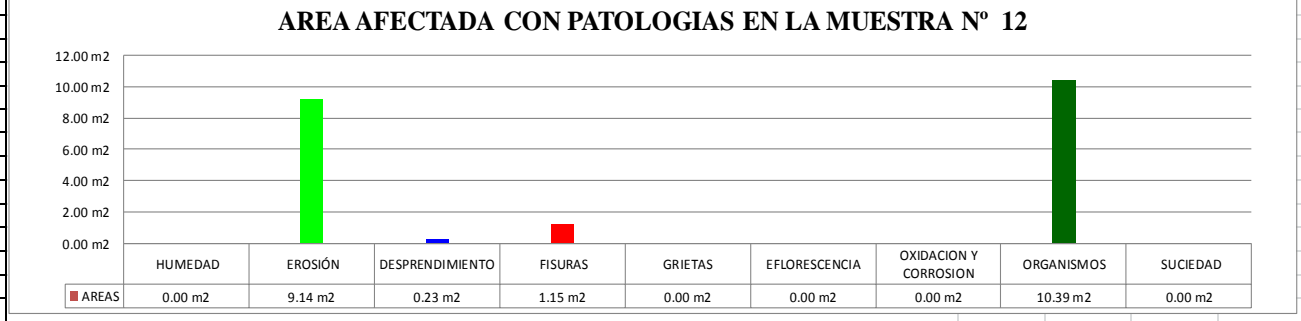 AREA AFECTADA CON PATOLOGIAS EN LA MUESTRA Nº 12
12.00 m2
10.00 m2
8.00 m2
6.00 m2
4.00 m2
2.00 m2
0.00 m2
HUMEDAD EROSIÓN DESPRENDIMIENTO FISURAS GRIETAS EFLORESCENCIA OXIDACION Y CORROSION ORGANISMOS SUCIEDAD
AREAS 0.00 m2 9.14 m2 0.23 m2 1.15 m2 0.00 m2 0.00 m2 0.00 m2 10.39 m2 0.00 m2